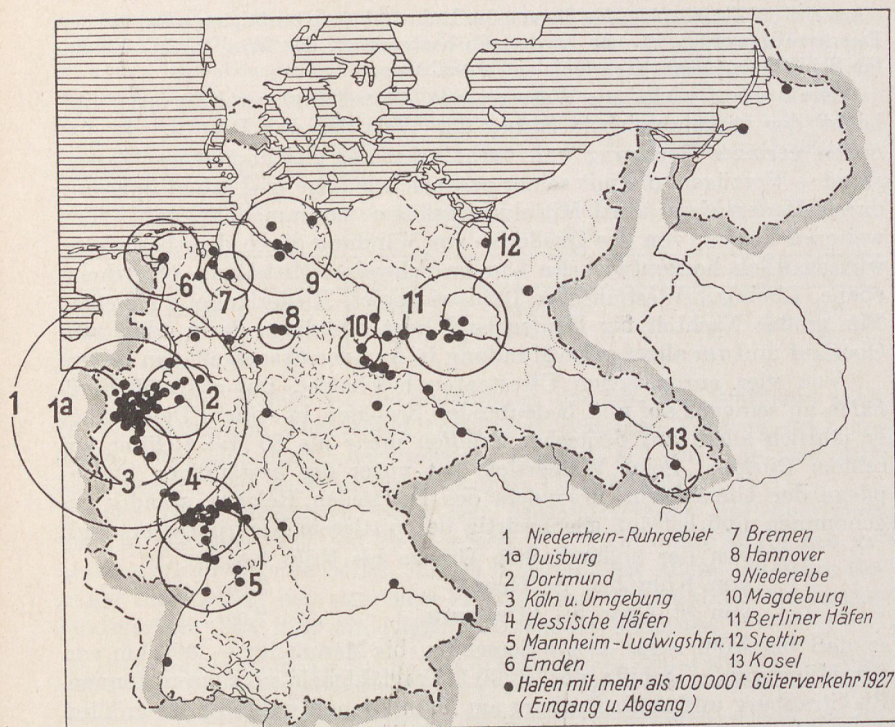 12
6
7
9
11
8
10
1
1a
2
13
3
4
5
1 Niederrhein-Ruhrgebiet
1a Duisburg
2 Dortmund
3 Köln u. Umgebung
4 Hessische Häfen
5 Mannheim-Ludwigshfn.
6 Emden
7 Bremen
8 Hannover
9 Niederelbe
10 Magdeburg
11 Berliner Häfen
12 Stettin
13 Kosel
• Hafen mit mehr als 100 000 t Güterverkehr 1927
(Eingang u. Abgang)